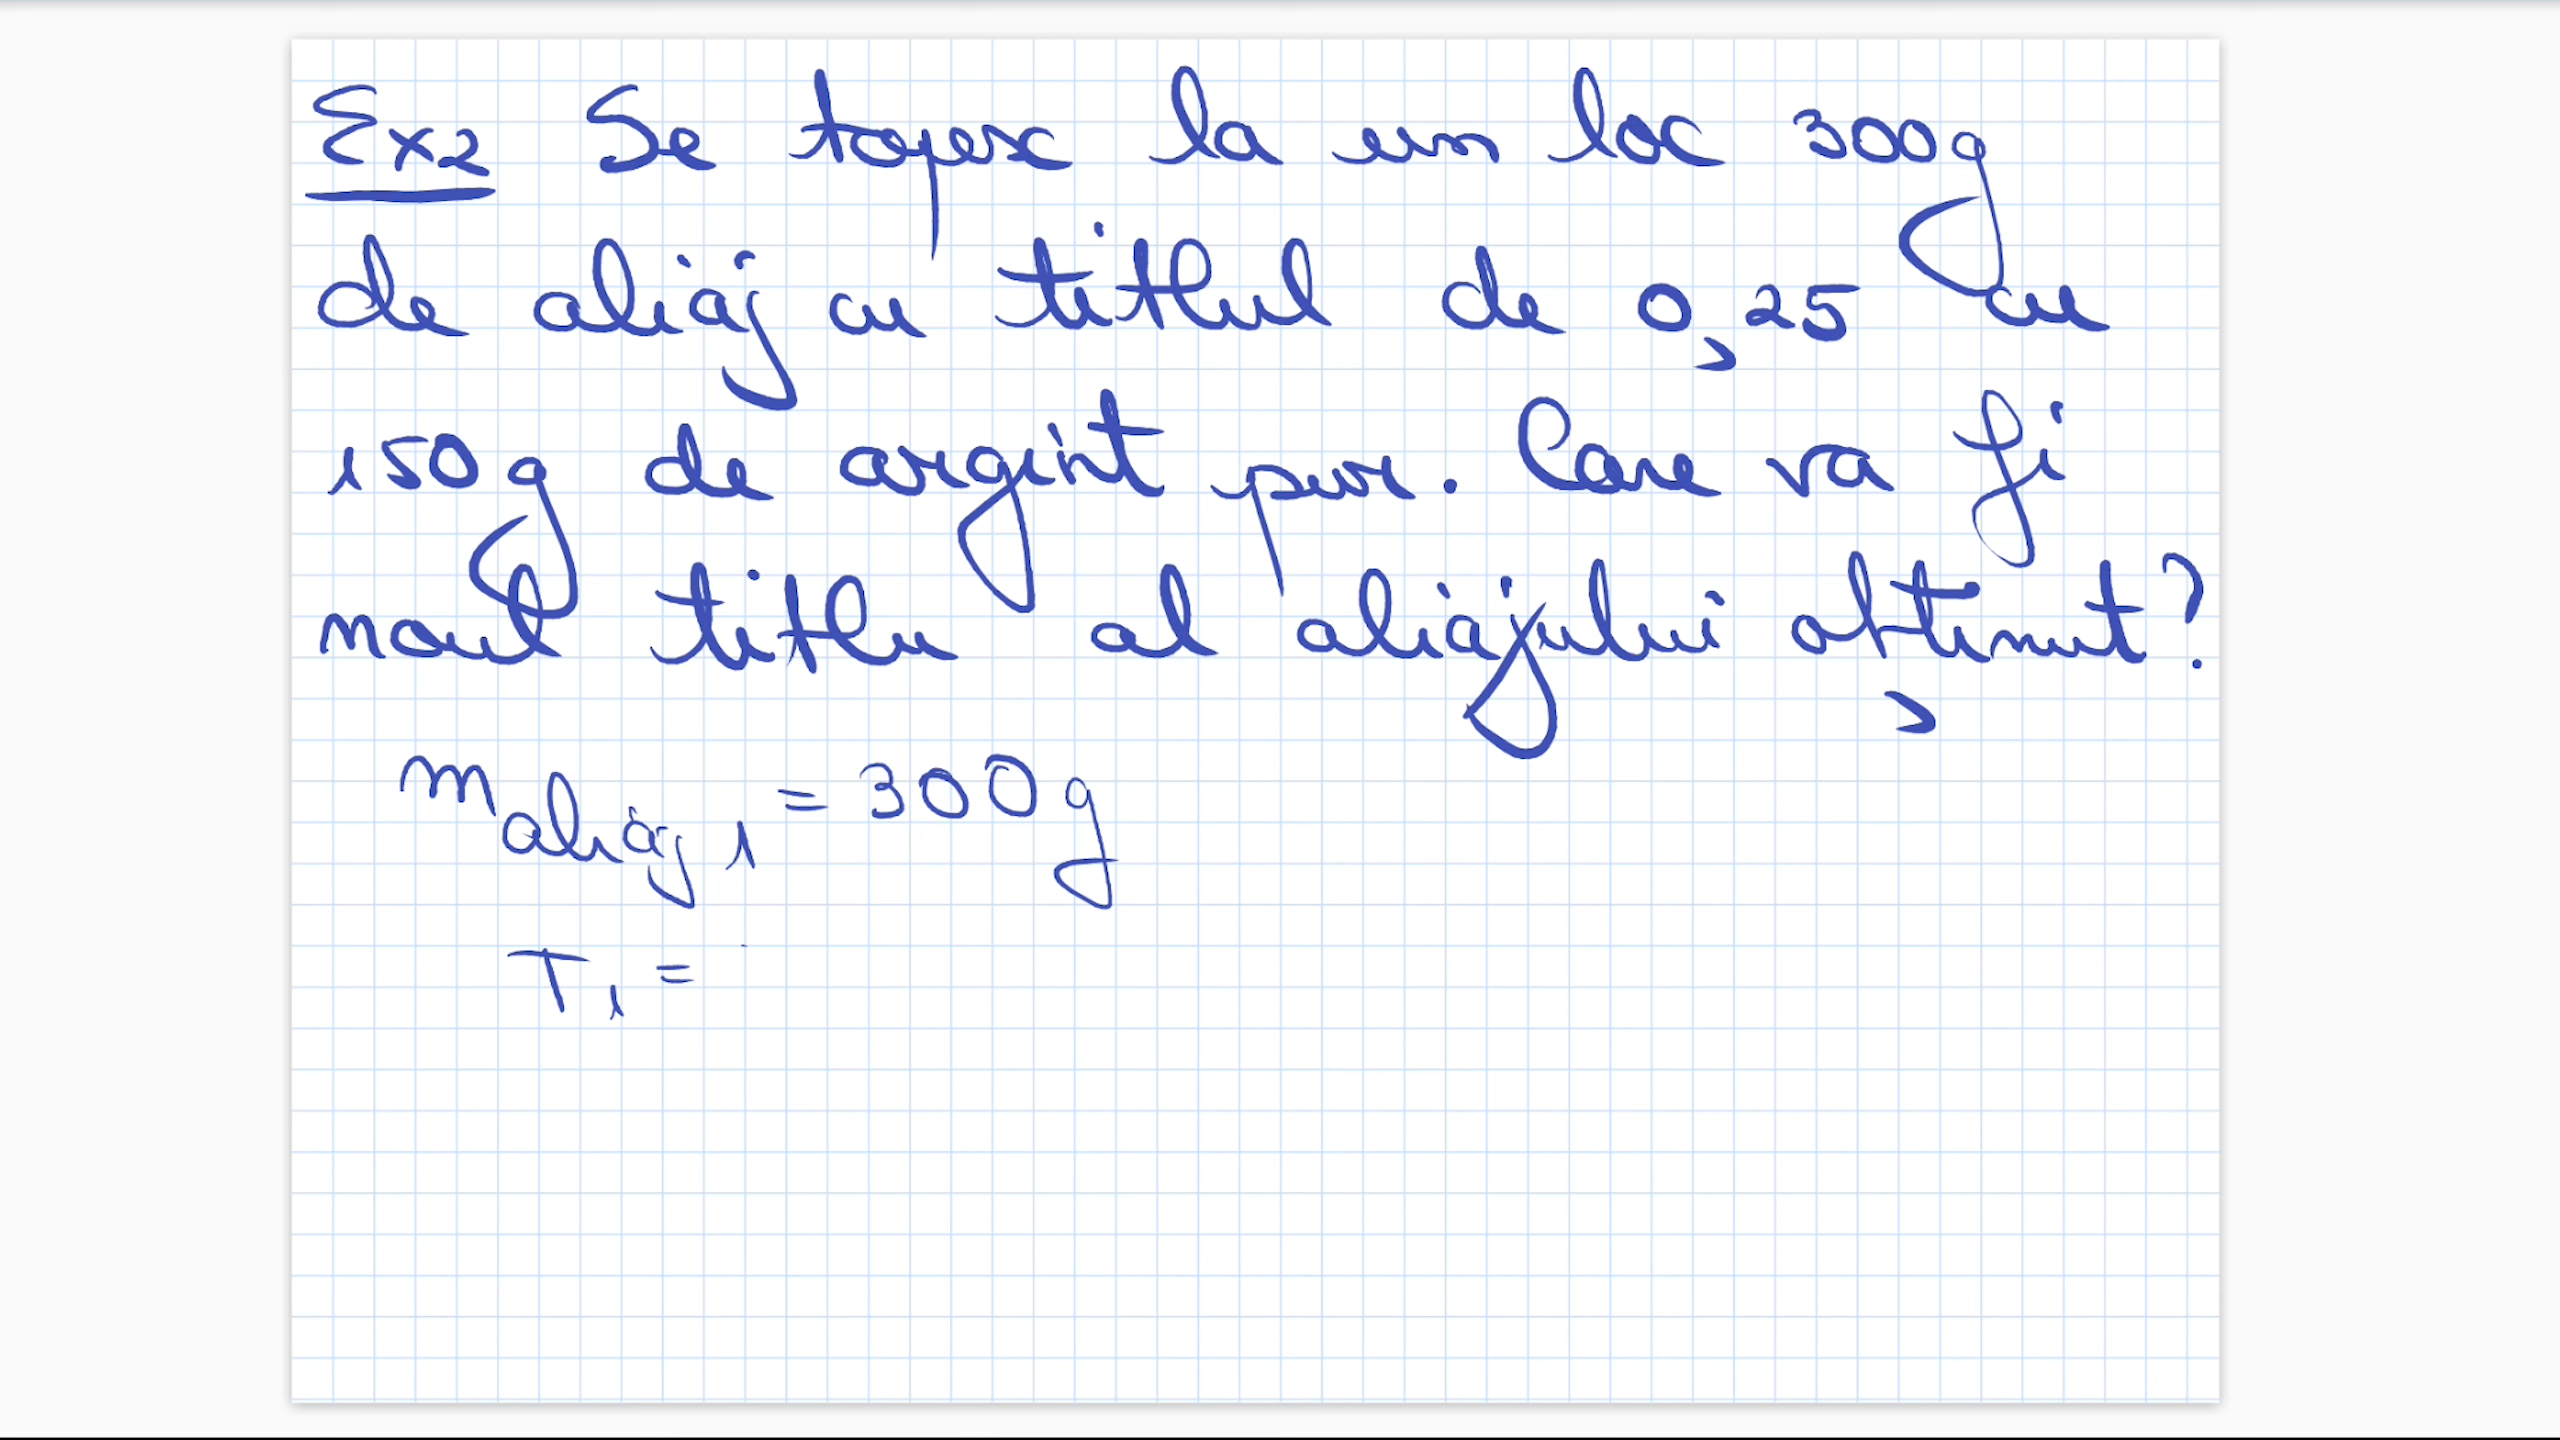 Ex2 Se topesc la un loc 300g
de aliaj cu titlul de 0,25 cu
150g de argint pur. Care va fi
noul titlu al aliajului obținut?
m aliaj 1 = 300g
T1 =